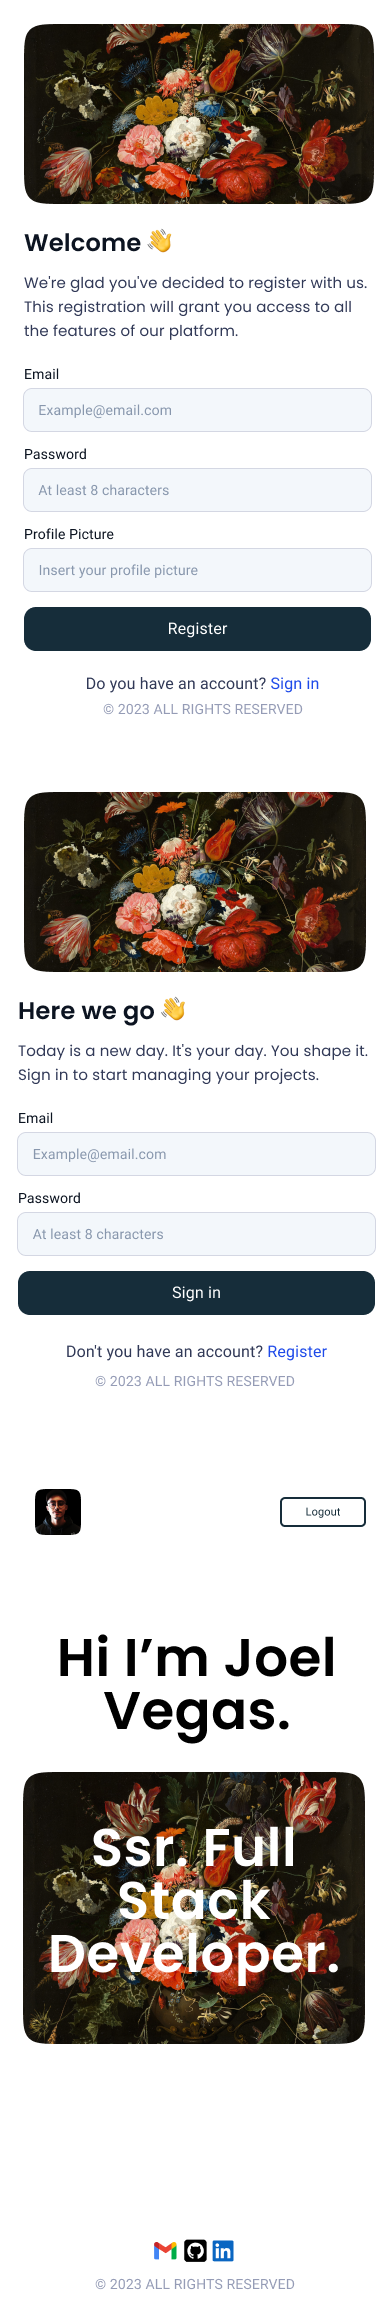 Welcome 👋
We're glad you've decided to register with us.
This registration will grant you access to all
the features of our platform.
Email
Example@email.com
Password
At least 8 characters
Profile Picture
Insert your profile picture
Register
Do you have an account? Sign in
© 2023 ALL RIGHTS RESERVED
Here we go 👋
Today is a new day. It's your day. You shape it.
Sign in to start managing your projects.
Email
Example@email.com
Password
At least 8 characters
Sign in
Don't you have an account? Register
© 2023 ALL RIGHTS RESERVED
Logout
Hi I’m Joel
Vegas.
Ssr. Full
Stack
Developer.
in
© 2023 ALL RIGHTS RESERVED